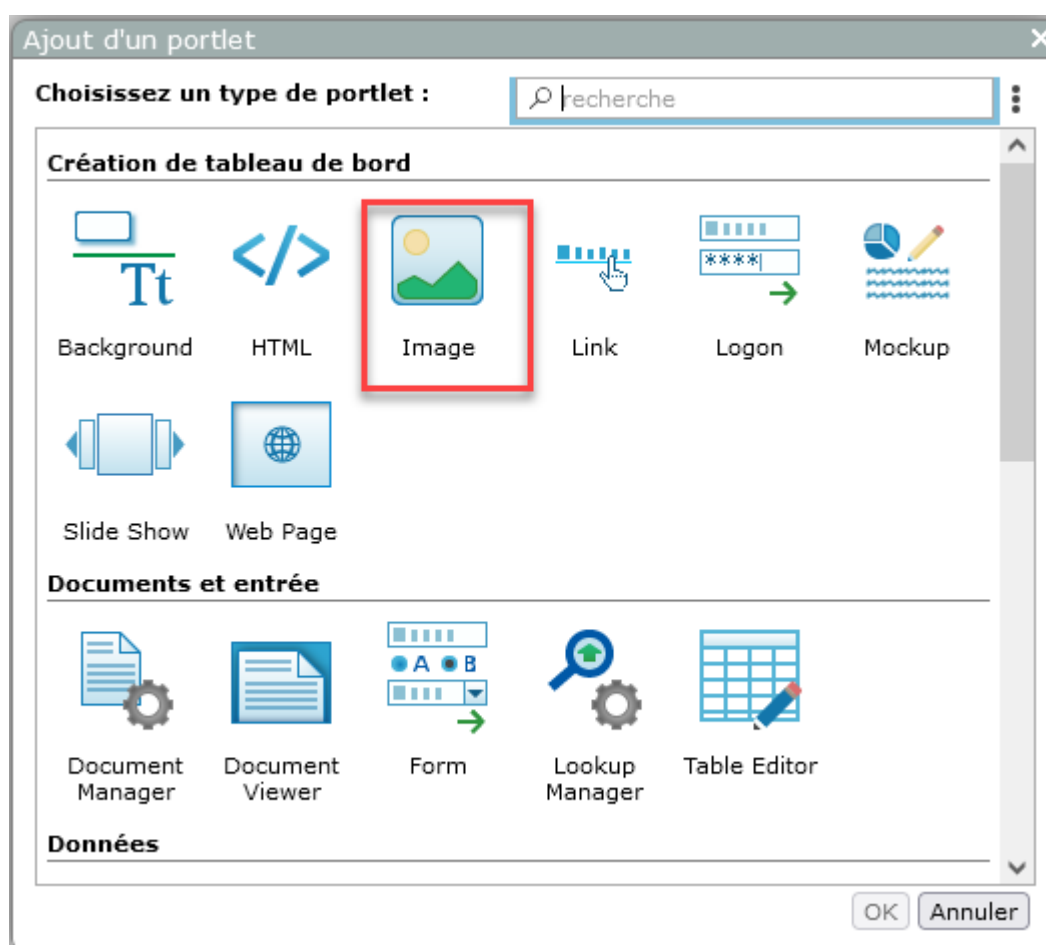 Ajout d'un portlet
Choisissez un type de portlet :
recherche
Création de tableau de bord
Tt
</>
****
Background
HTML
Image
Link
Logon
Mockup
Slide Show
Web Page
Documents et entrée
A B
Document Manager
Document Viewer
Form
Lookup Manager
Table Editor
Données
OK
Annuler